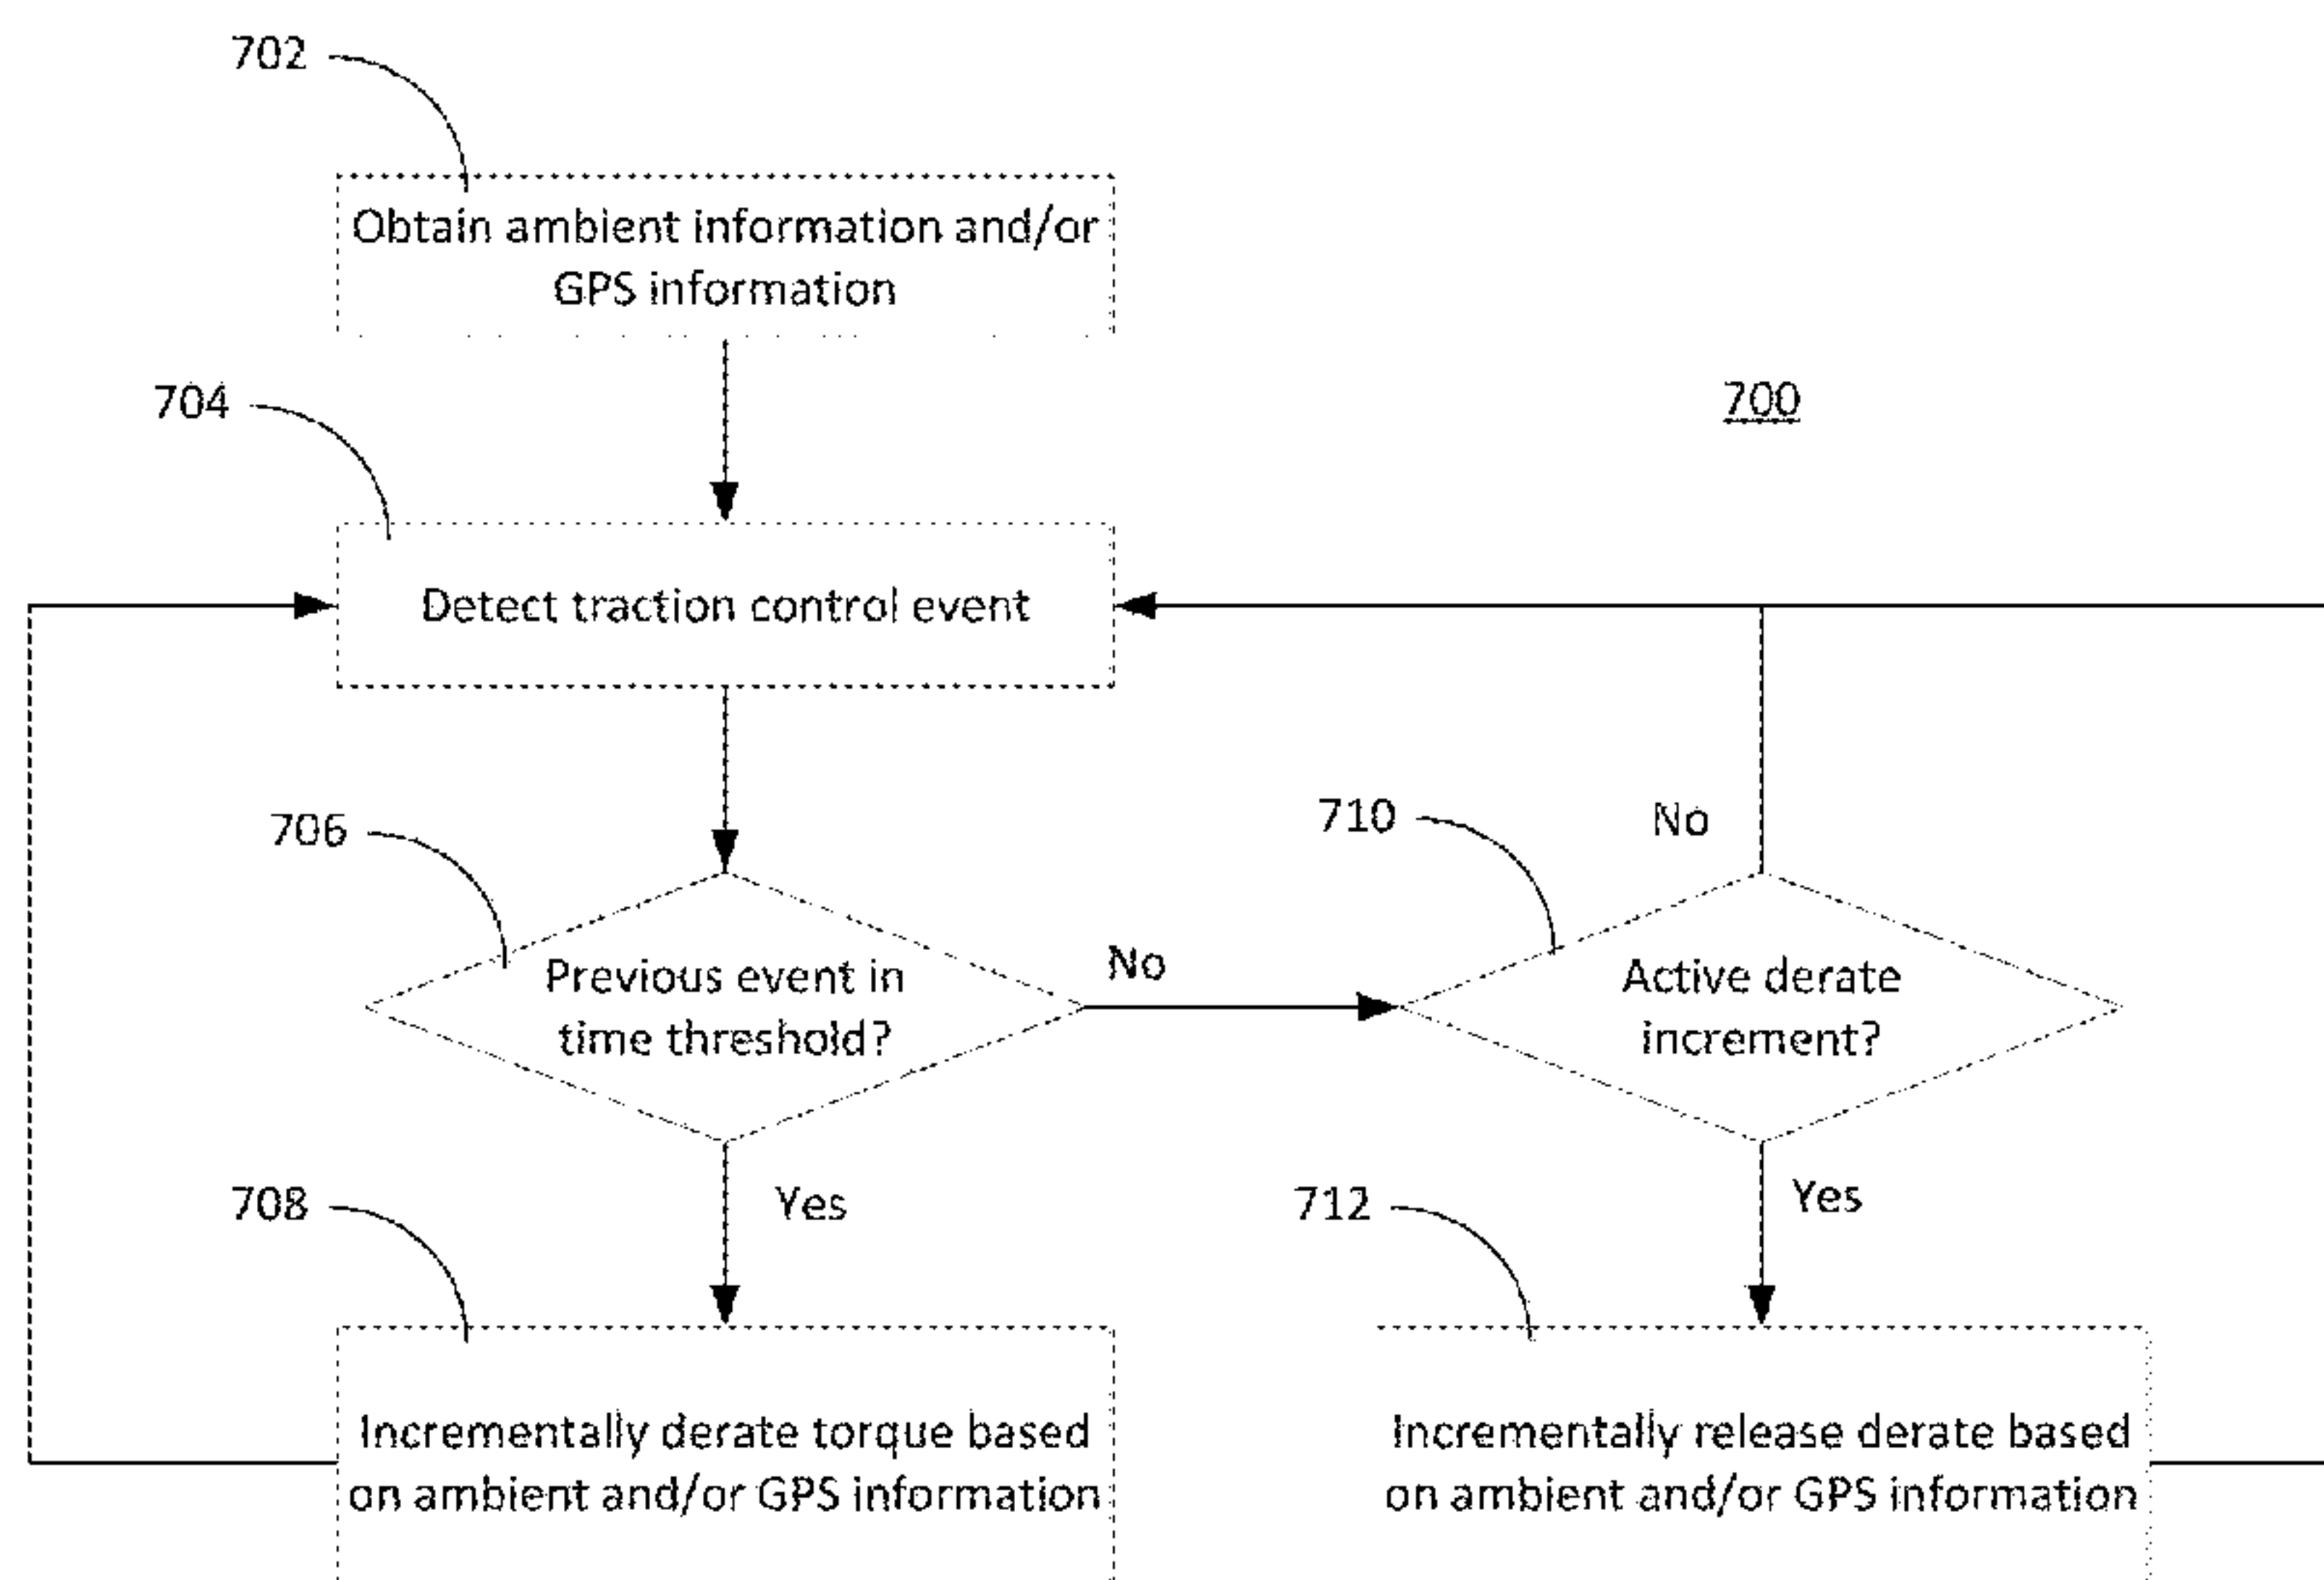 702
Obtain ambient information and/or
GPS information
704
700
Detect traction control event
706
710
No
Previous event in
time threshold?
No
Active derate
increment?
708
Yes
712
Yes
Incrementally derate torque based
on ambient and/or GPS information
Incrementally release derate based
on ambient and/or GPS information